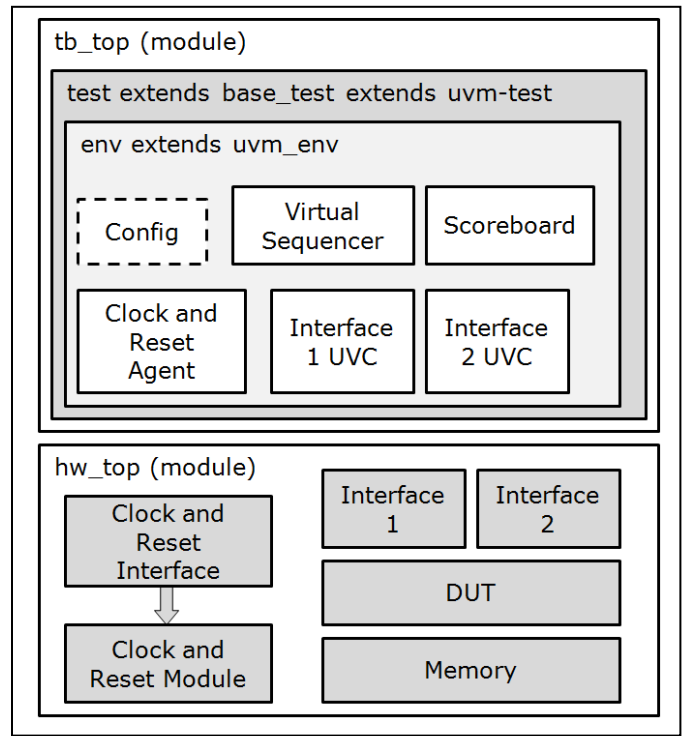 tb_top (module)
test extends base_test extends uvm-test
env extends uvm_env
Config
Virtual
Sequencer
Scoreboard
Clock and
Reset
Agent
Interface
1 UVC
Interface
2 UVC
hw_top (module)
Clock and
Reset
Interface
Interface
1
Interface
2
DUT
Clock and
Reset Module
Memory